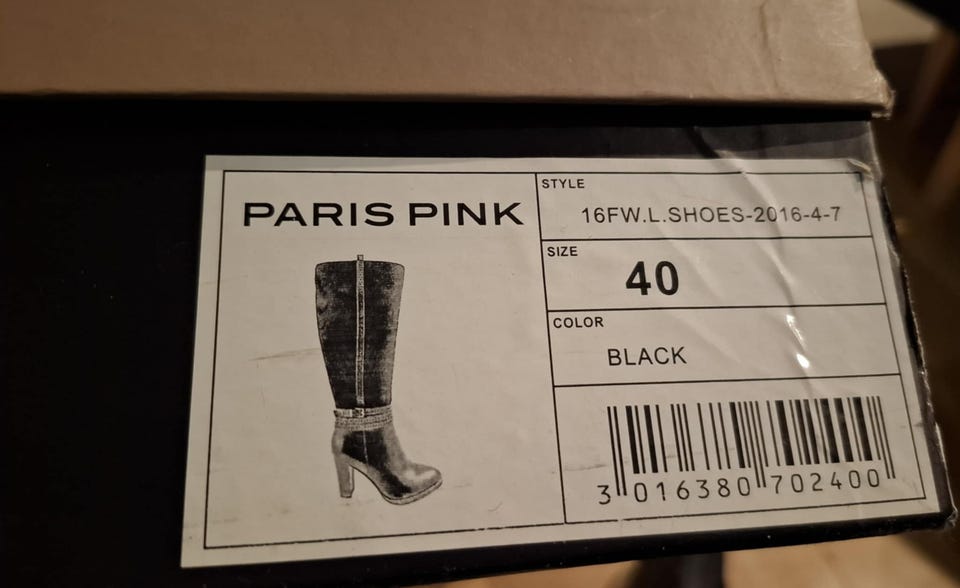 PARIS PINK
STYLE
16FW.L.SHOES-2016-4-7
SIZE
40
COLOR
BLACK
3 016380 702400